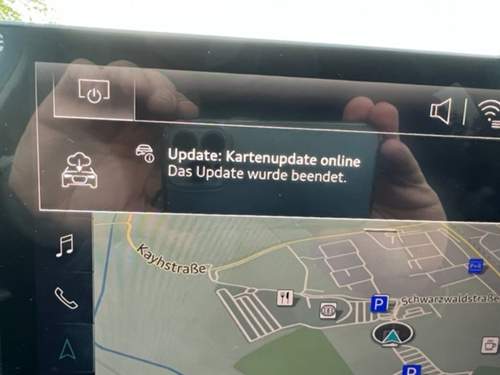 Update: Kartenupdate online
Das Update wurde beendet.
Kayhstraße
Schwarzwaldstraße
P
P